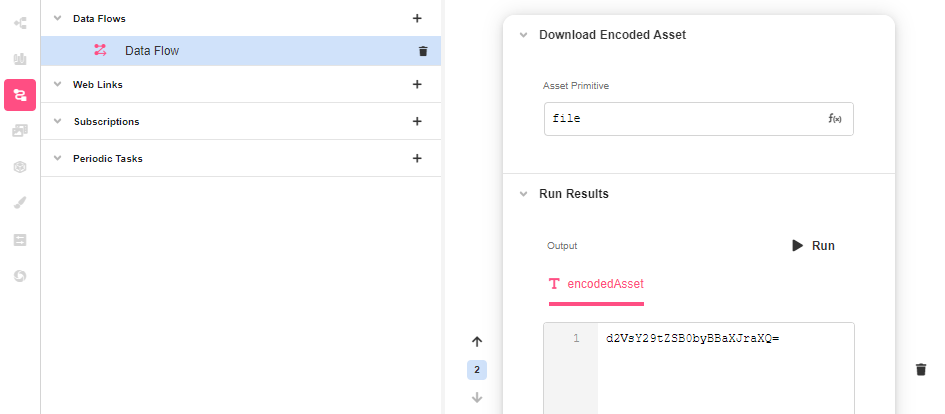 Data Flows
Data Flow
Web Links
Subscriptions
Periodic Tasks
Download Encoded Asset
Asset Primitive
file
f(x)
Run Results
Output
Run
T encodedAsset
1 d2VsY29tZSB0byBBaXJraXQ=
2